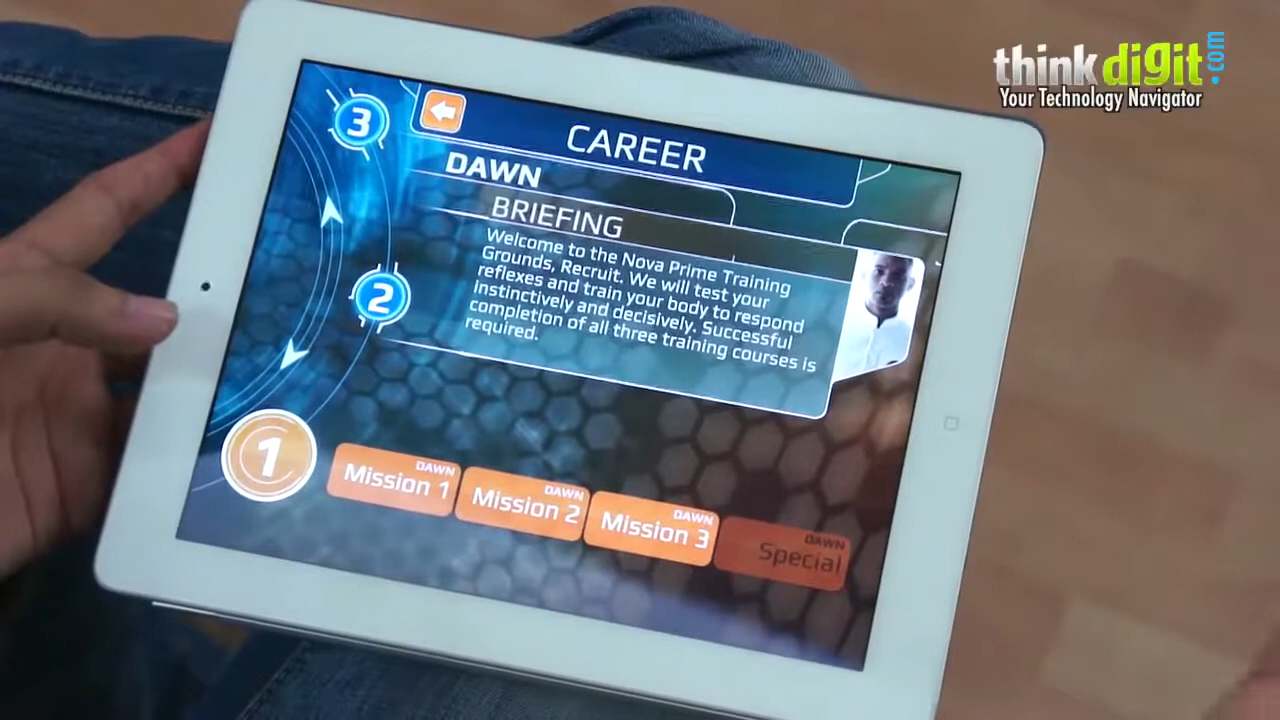 thinkdigit.com
Your Technology Navigator
3
CAREER
DAWN
BRIEFING
Welcome to the Nova Prime Training
Grounds, Recruit. We will test your
reflexes and train your body to respond
instinctively and decisively. Successful
completion of all three training courses is
required.
2
1
DAWN
Mission 1
DAWN
Mission 2
DAWN
Mission 3
DAWN
Special